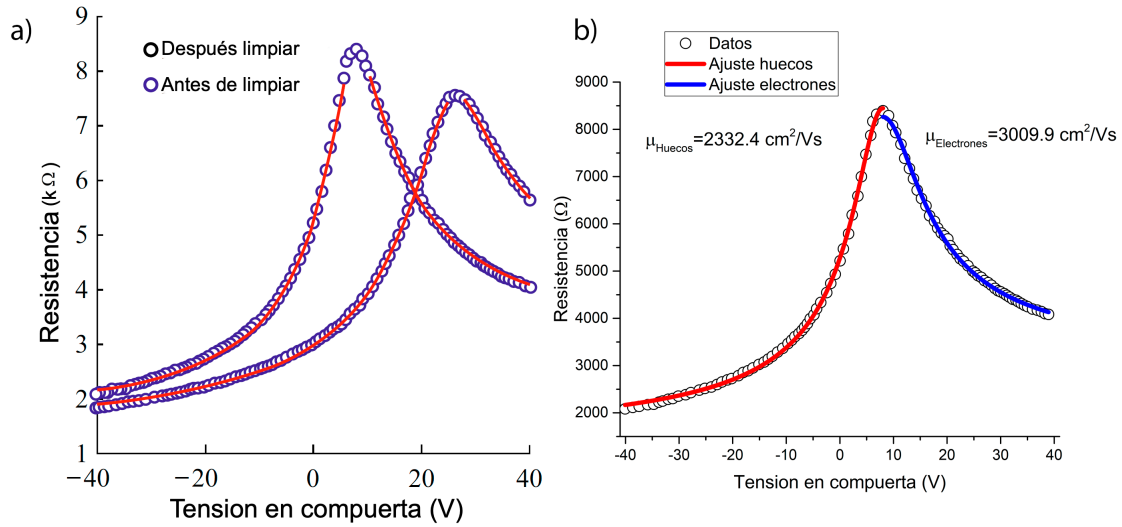 a)
9
8
7
6
5
4
3
2
1
Resistencia (kΩ)
Después limpiar
Antes de limpiar
−40
−20
0
20
40
Tension en compuerta (V)
b)
Datos
Ajuste huecos
Ajuste electrones
9000
8000
7000
6000
5000
4000
3000
2000
Resistencia (Ω)
μHuecos=2332.4 cm²/Vs
μElectrones=3009.9 cm²/Vs
-40
-30
-20
-10
0
10
20
30
40
Tension en compuerta (V)